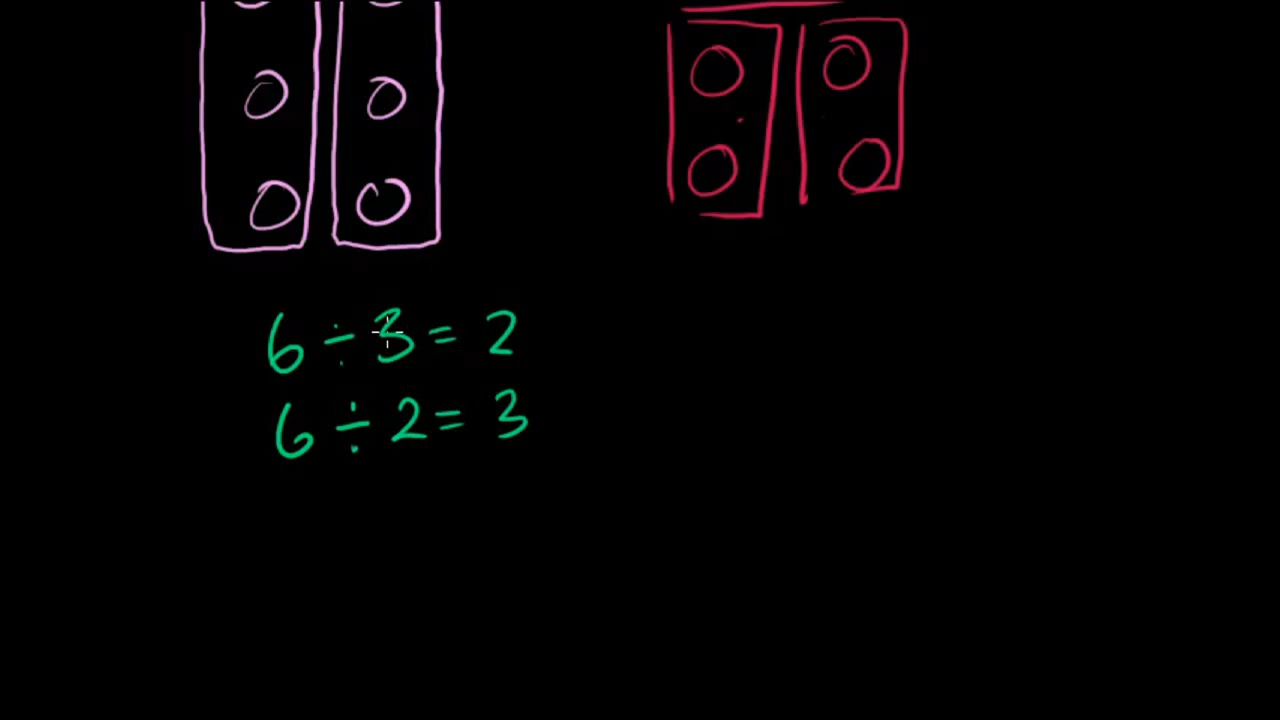 6 ÷ 3 = 2
6 ÷ 2 = 3